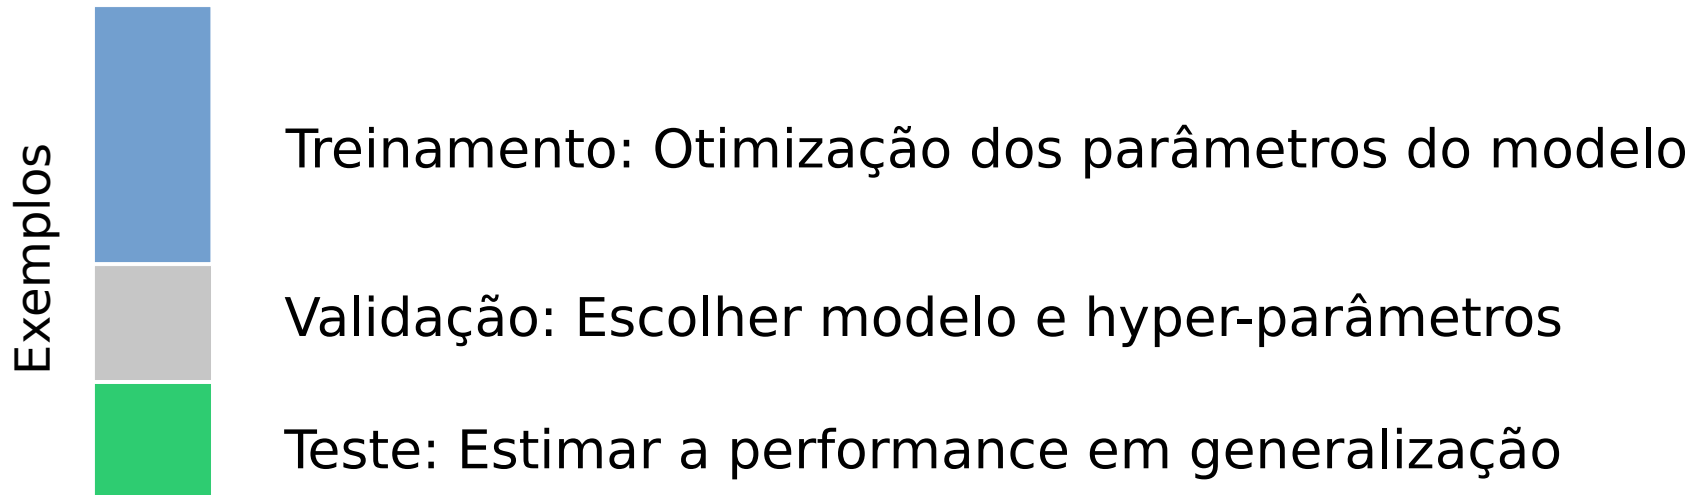 Exemplos
Treinamento: Otimização dos parâmetros do modelo
Validação: Escolher modelo e hyper-parâmetros
Teste: Estimar a performance em generalização